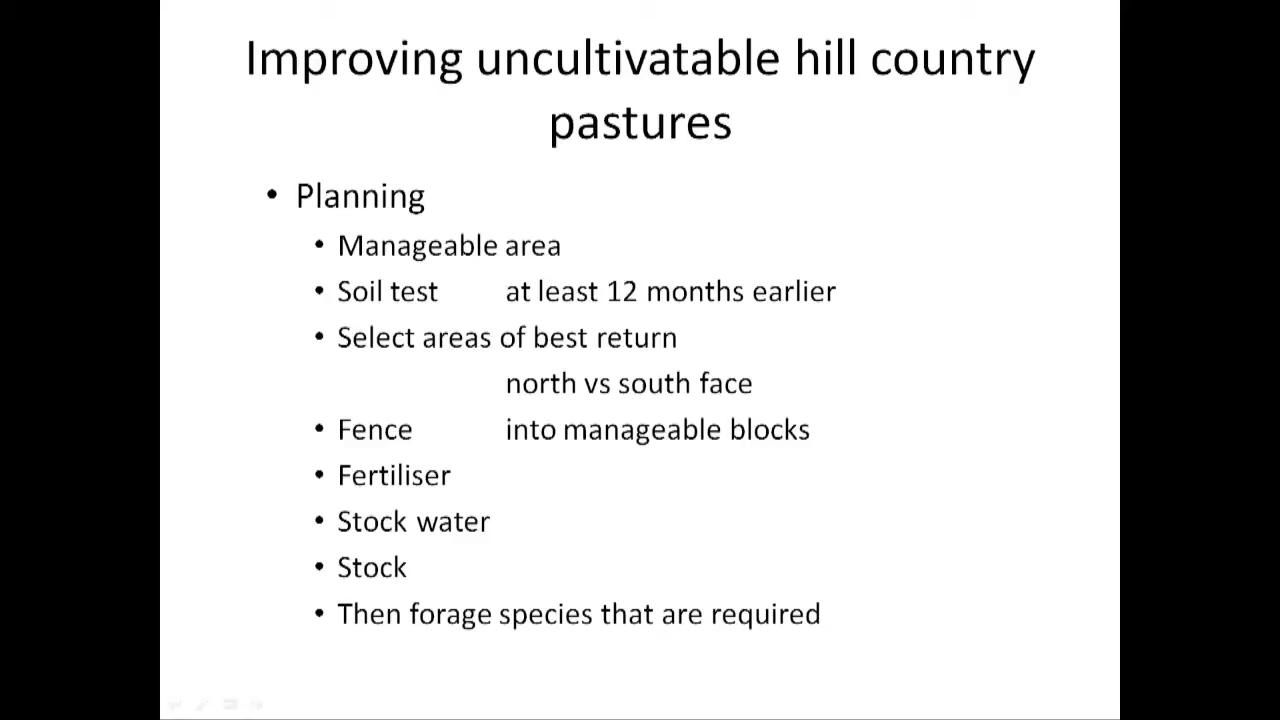 Improving uncultivatable hill country
pastures
• Planning
• Manageable area
• Soil test at least 12 months earlier
• Select areas of best return
north vs south face
• Fence into manageable blocks
• Fertiliser
• Stock water
• Stock
• Then forage species that are required